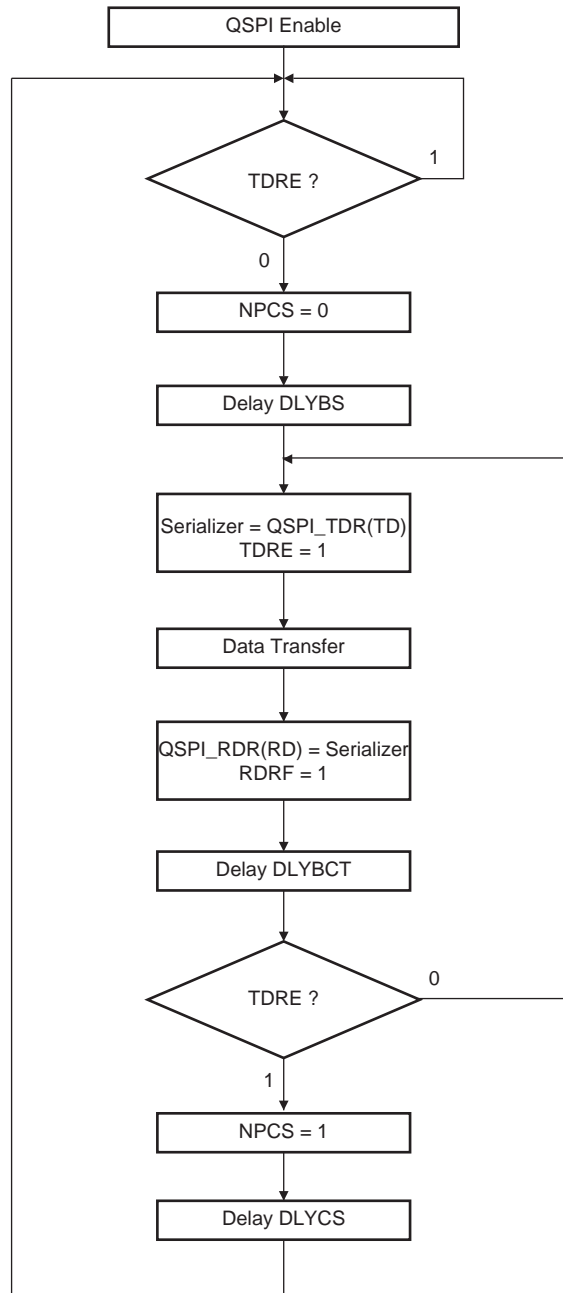 QSPI Enable
TDRE ?
1
0
NPCS = 0
Delay DLYBS
Serializer = QSPI_TDR(TD)
TDRE = 1
Data Transfer
QSPI_RDR(RD) = Serializer
RDRF = 1
Delay DLYBCT
TDRE ?
0
1
NPCS = 1
Delay DLYCS